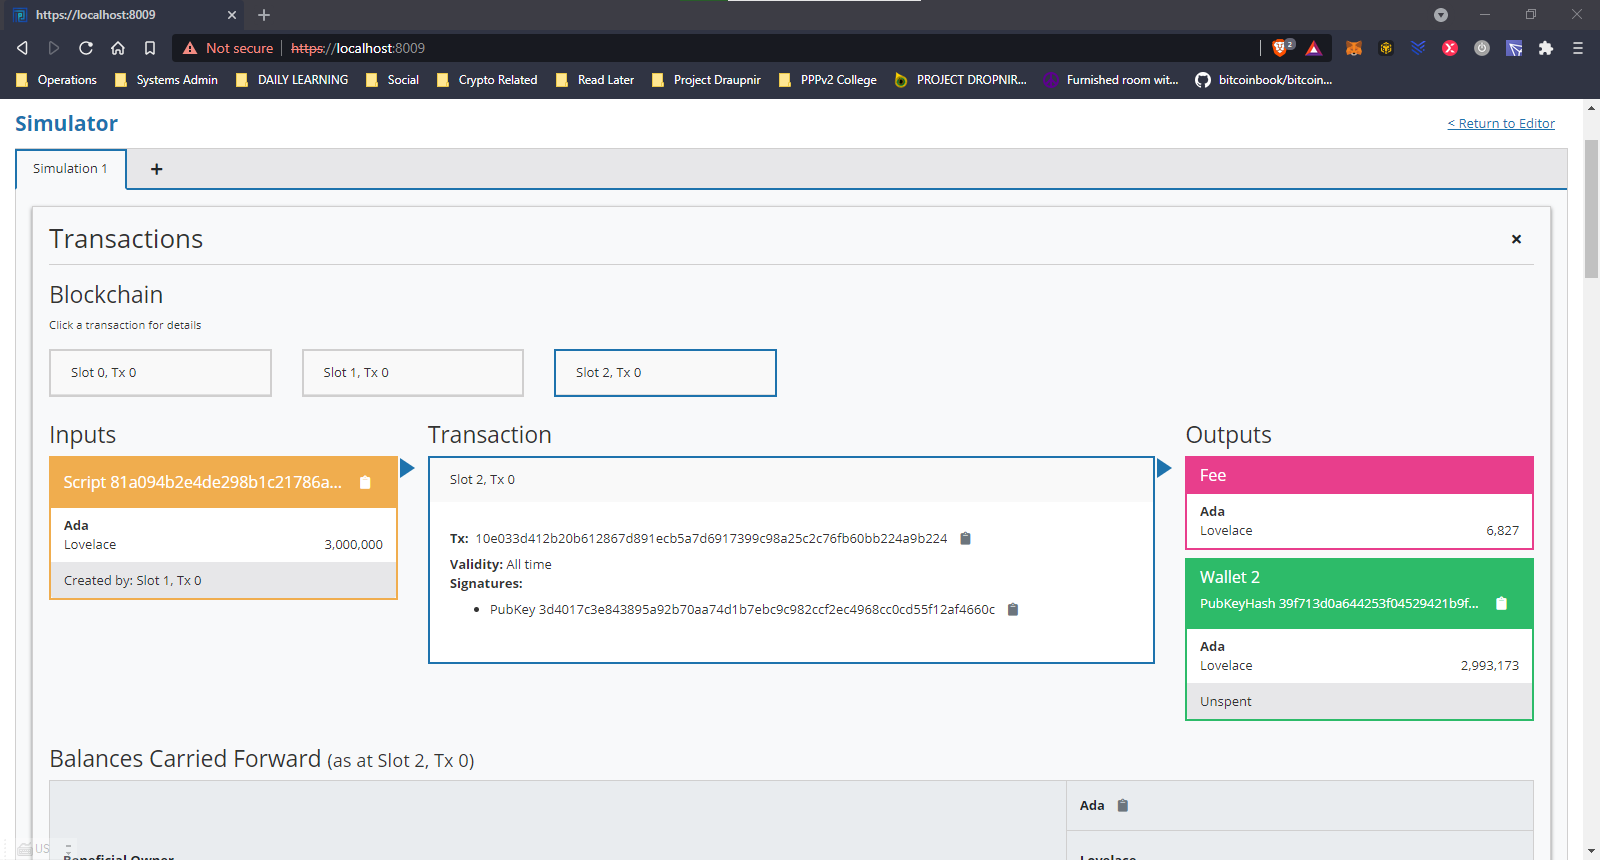 https://localhost:8009
Not secure https://localhost:8009
2
Operations Systems Admin DAILY LEARNING Social Crypto Related Read Later Project Draupnir PPPv2 College PROJECT DROPNIR... Furnished room wit... bitcoinbook/bitcoin...
Simulator
< Return to Editor
Simulation 1 +
Transactions
Blockchain
Click a transaction for details
Slot 0, Tx 0 Slot 1, Tx 0 Slot 2, Tx 0
Inputs
Script 81a094b2e4de298b1c21786a...
Ada
Lovelace 3,000,000
Created by: Slot 1, Tx 0
Transaction
Slot 2, Tx 0
Tx: 10e033d412b20b612867d891ecb5a7d6917399c98a25c2c76fb60bb224a9b224
Validity: All time
Signatures:
• PubKey 3d4017c3e843895a92b70aa74d1b7ebc9c982ccf2ec4968cc0cd55f12af4660c
Outputs
Fee
Ada
Lovelace 6,827
Wallet 2
PubKeyHash 39f713d0a644253f04529421b9f...
Ada
Lovelace 2,993,173
Unspent
Balances Carried Forward (as at Slot 2, Tx 0)
Ada
Beneficial Owner
Lovelace
US